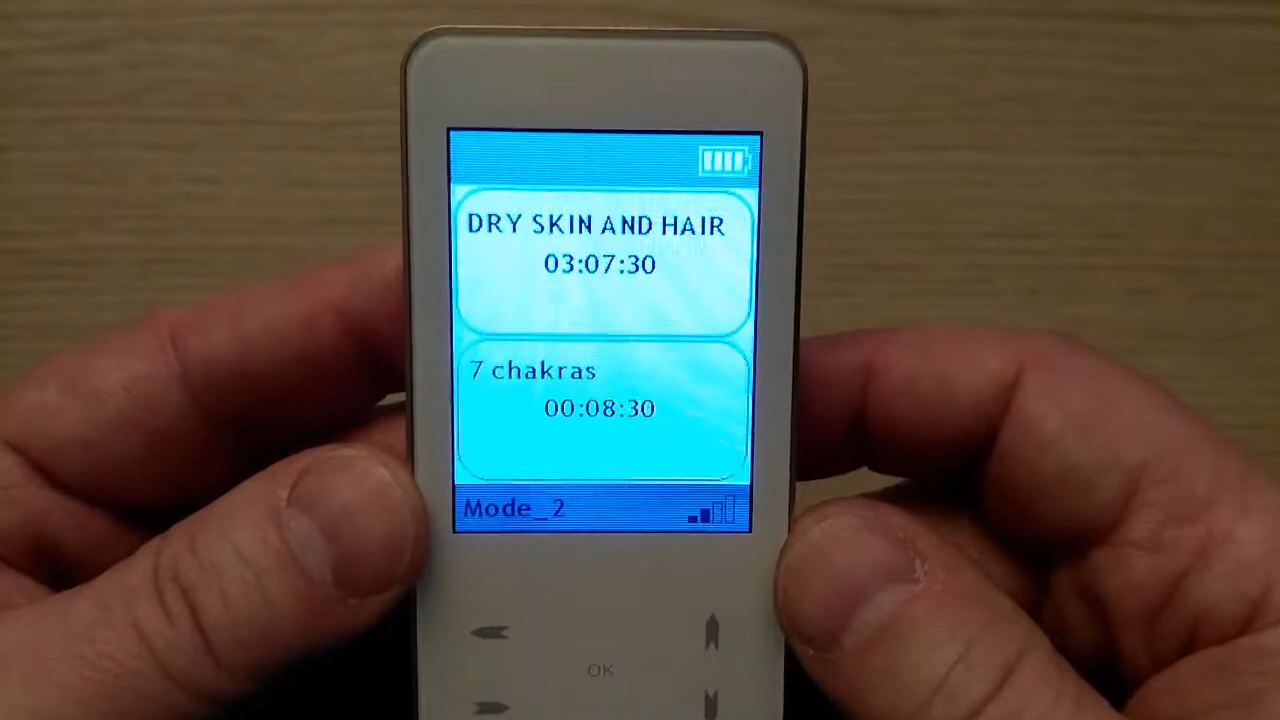 DRY SKIN AND HAIR
03:07:30
7 chakras
00:08:30
Mode_2
OK